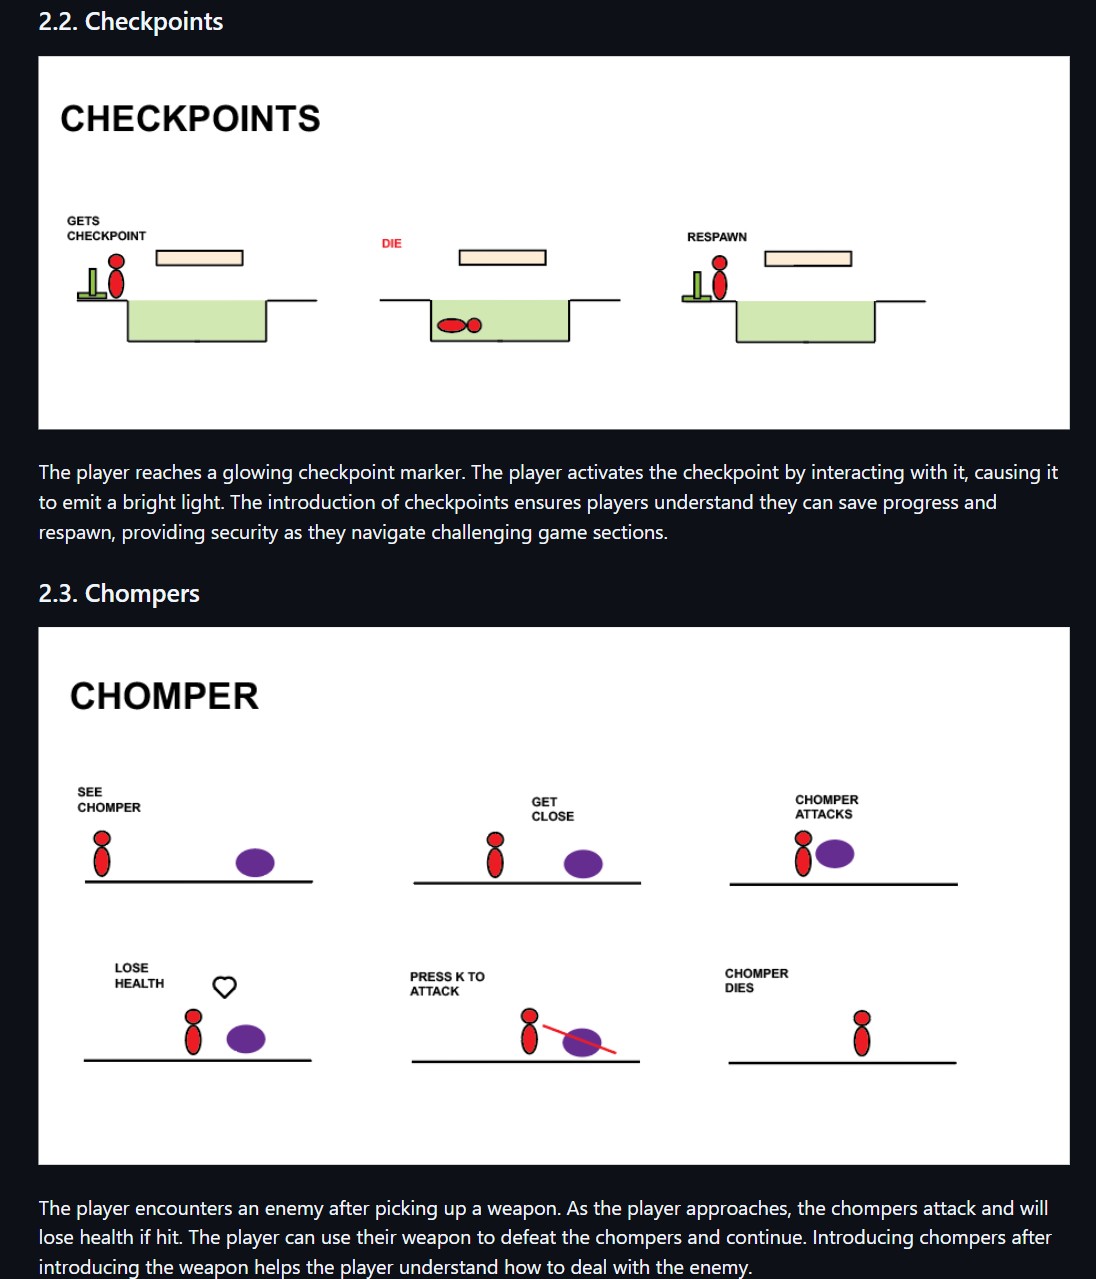 2.2. Checkpoints
CHECKPOINTS
GETS
CHECKPOINT
DIE
RESPAWN
The player reaches a glowing checkpoint marker. The player activates the checkpoint by interacting with it, causing it
to emit a bright light. The introduction of checkpoints ensures players understand they can save progress and
respawn, providing security as they navigate challenging game sections.
2.3. Chompers
CHOMPER
SEE
CHOMPER
GET
CLOSE
CHOMPER
ATTACKS
LOSE
HEALTH
PRESS K TO
ATTACK
CHOMPER
DIES
The player encounters an enemy after picking up a weapon. As the player approaches, the chompers attack and will
lose health if hit. The player can use their weapon to defeat the chompers and continue. Introducing chompers after
introducing the weapon helps the player understand how to deal with the enemy.